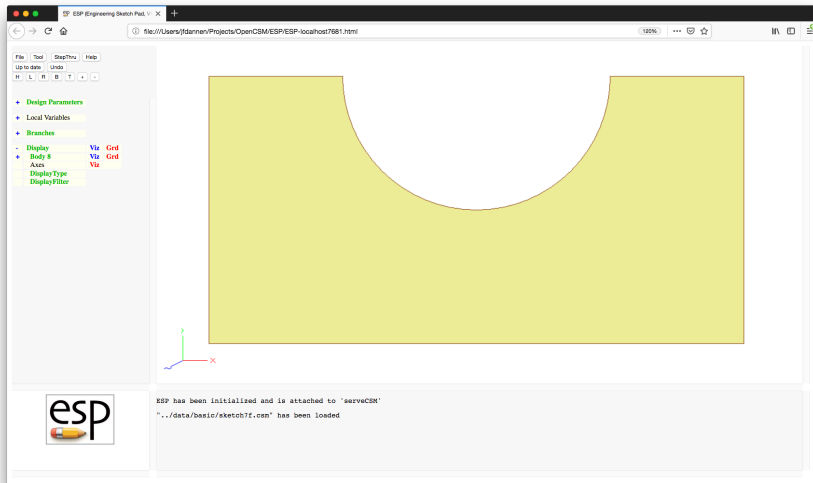 ESP (Engineering Sketch Pad, V
file:///Users/jfdannen/Projects/OpenCSM/ESP/ESP-localhost7681.html
120%
File Tool StepThru Help
Up to date Undo
H L R B T + -
+ Design Parameters
+ Local Variables
+ Branches
- Display Viz Grd
+ Body 8 Viz Grd
Axes Viz
DisplayType
DisplayFilter
Y
X
esp
ESP has been initialized and is attached to 'serveCSM'
"../data/basic/sketch7f.csm" has been loaded